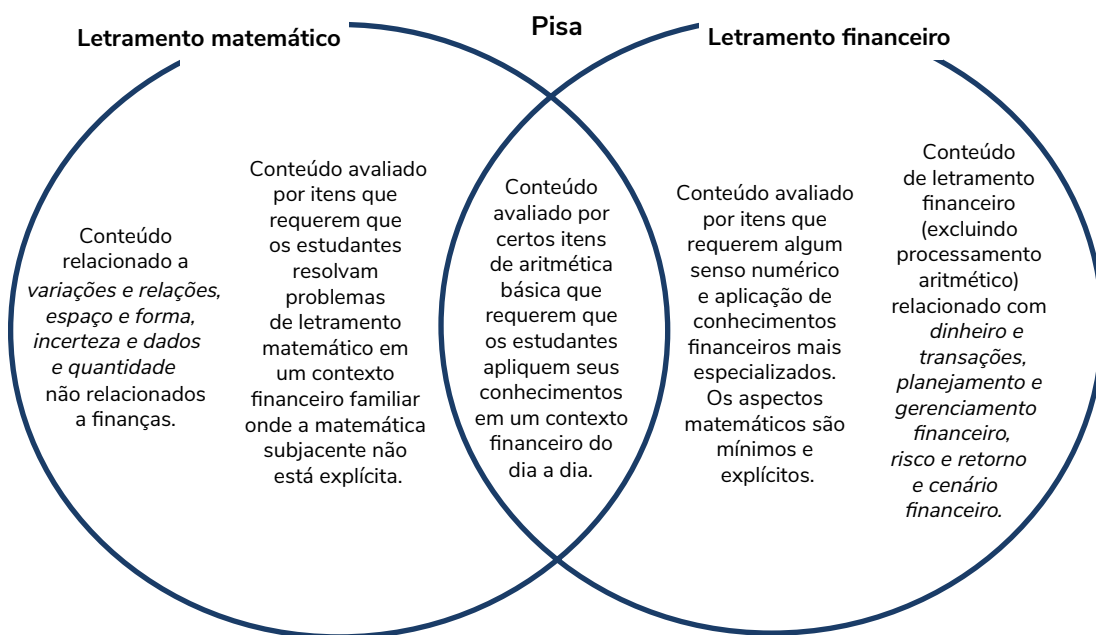 Pisa
Letramento matemático
Letramento financeiro
Conteúdo
relacionado a
variações e relações,
espaço e forma,
incerteza e dados
e quantidade
não relacionados
a finanças.
Conteúdo avaliado
por itens que
requerem que
os estudantes
resolvam
problemas
de letramento
matemático em
um contexto
financeiro familiar
onde a matemática
subjacente não
está explícita.
Conteúdo
avaliado por
certos itens
de aritmética
básica que
requerem que
os estudantes
apliquem seus
conhecimentos
em um contexto
financeiro do
dia a dia.
Conteúdo avaliado
por itens que
requerem algum
senso numérico
e aplicação de
conhecimentos
financeiros mais
especializados.
Os aspectos
matemáticos são
mínimos e
explícitos.
Conteúdo
de letramento
financeiro
(excluindo
processamento
aritmético)
relacionado com
dinheiro e
transações,
planejamento e
gerenciamento
financeiro,
risco e retorno
e cenário
financeiro.